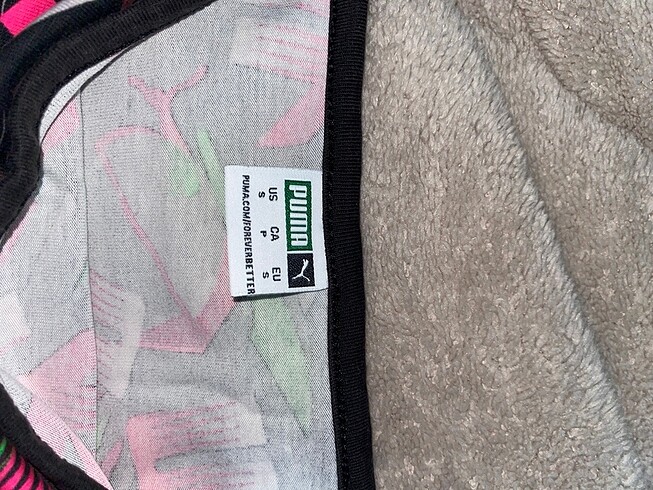 PUMA
US CA EU
S P S
PUMA.COM/FOREVERBETTER